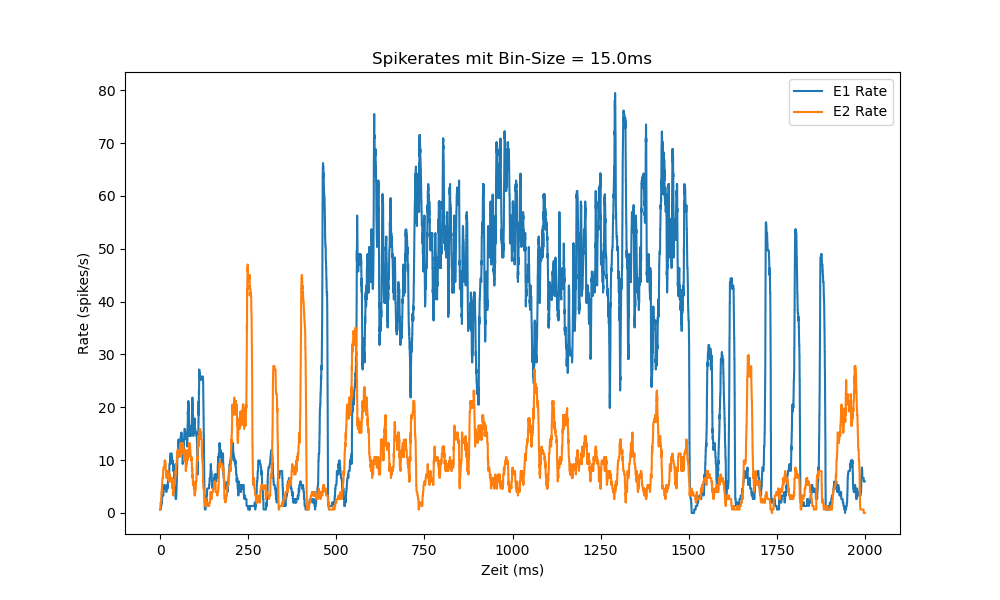 Spikerates mit Bin-Size = 15.0ms
E1 Rate
E2 Rate
80
70
60
50
40
30
20
10
0
Rate (spikes/s)
0 250 500 750 1000 1250 1500 1750 2000
Zeit (ms)